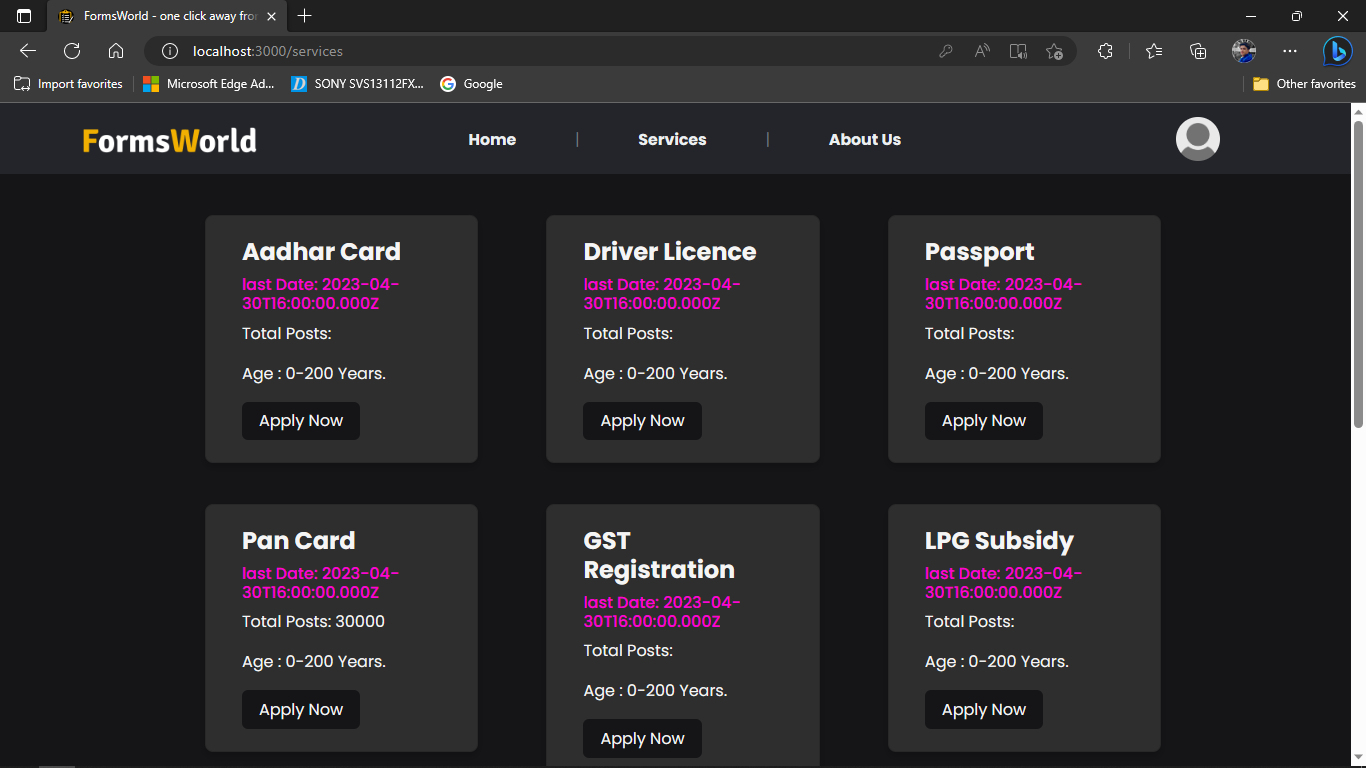 FormsWorld - one click away fro
localhost:3000/services
Import favorites
Microsoft Edge Ad...
SONY SVS13112FX...
Google
Other favorites
FormsWorld
Home | Services | About Us
Aadhar Card
last Date: 2023-04-
30T16:00:00.000Z
Total Posts:
Age : 0-200 Years.
Apply Now
Driver Licence
last Date: 2023-04-
30T16:00:00.000Z
Total Posts:
Age : 0-200 Years.
Apply Now
Passport
last Date: 2023-04-
30T16:00:00.000Z
Total Posts:
Age : 0-200 Years.
Apply Now
Pan Card
last Date: 2023-04-
30T16:00:00.000Z
Total Posts: 30000
Age : 0-200 Years.
Apply Now
GST
Registration
last Date: 2023-04-
30T16:00:00.000Z
Total Posts:
Age : 0-200 Years.
Apply Now
LPG Subsidy
last Date: 2023-04-
30T16:00:00.000Z
Total Posts:
Age : 0-200 Years.
Apply Now